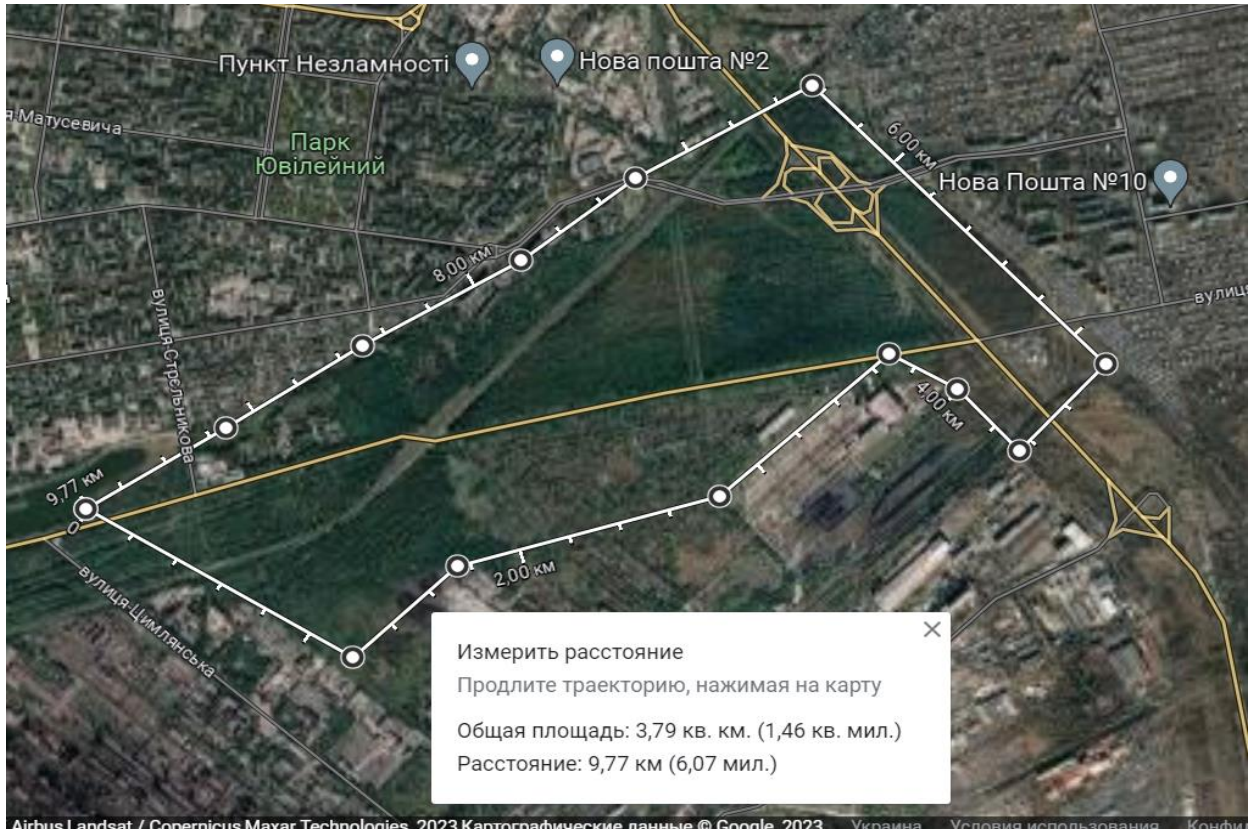 Пункт Незламності
Нова пошта №2
я Матусевича
Парк
Ювілейний
6,00 км
Нова Пошта №10
8,00 км
вулиця
вулиця Стрєльникова
4,00 км
9,77 км
0
2,00 км
вулиця Цимлянська
Измерить расстояние
Продлите траекторию, нажимая на карту
Общая площадь: 3,79 кв. км. (1,46 кв. мил.)
Расстояние: 9,77 км (6,07 мил.)
Airbus Landsat / Copernicus Maxar Technologies, 2023 Картографические данные © Google, 2023 Украина Условия использования Конфид